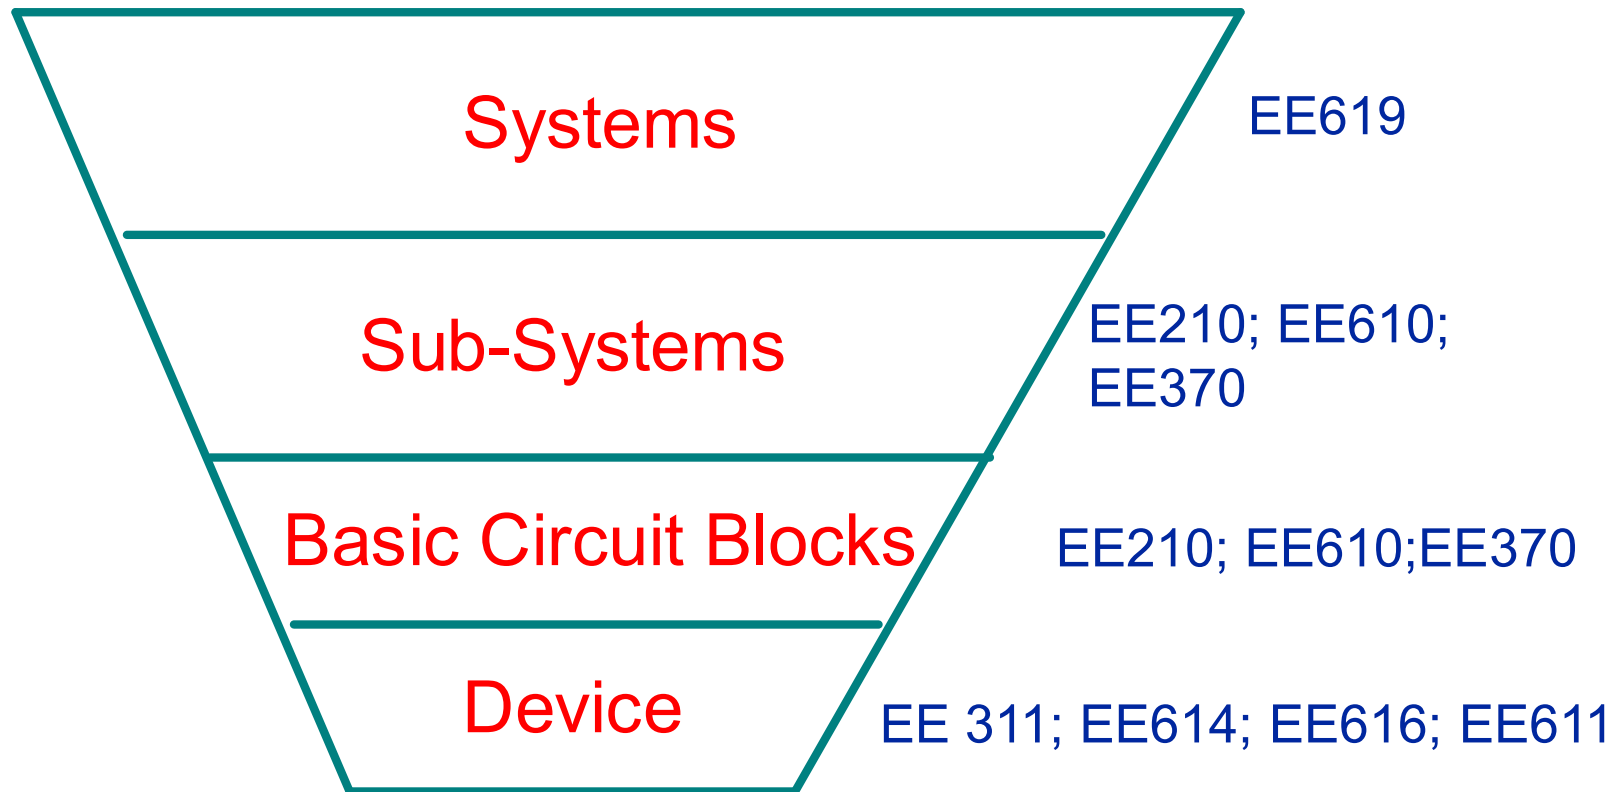 Systems
EE619
Sub-Systems
EE210; EE610;
EE370
Basic Circuit Blocks
EE210; EE610;EE370
Device
EE 311; EE614; EE616; EE611